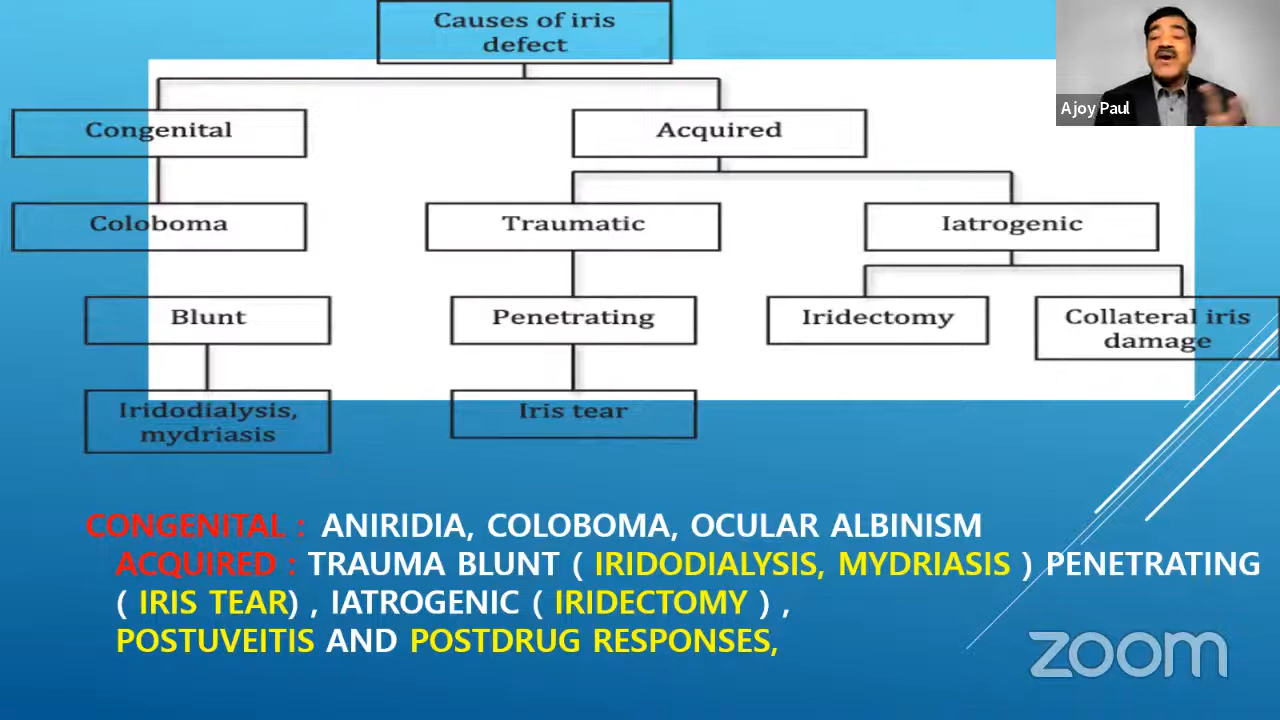 Causes of iris
defect
Ajoy Paul
Congenital
Acquired
Coloboma
Traumatic
Iatrogenic
Blunt
Penetrating
Iridectomy
Collateral iris
damage
Iridodialysis,
mydriasis
Iris tear
CONGENITAL : ANIRIDIA, COLOBOMA, OCULAR ALBINISM
ACQUIRED : TRAUMA BLUNT ( IRIDODIALYSIS, MYDRIASIS ) PENETRATING
( IRIS TEAR) , IATROGENIC ( IRIDECTOMY ) ,
POSTUVEITIS AND POSTDRUG RESPONSES,
zoom